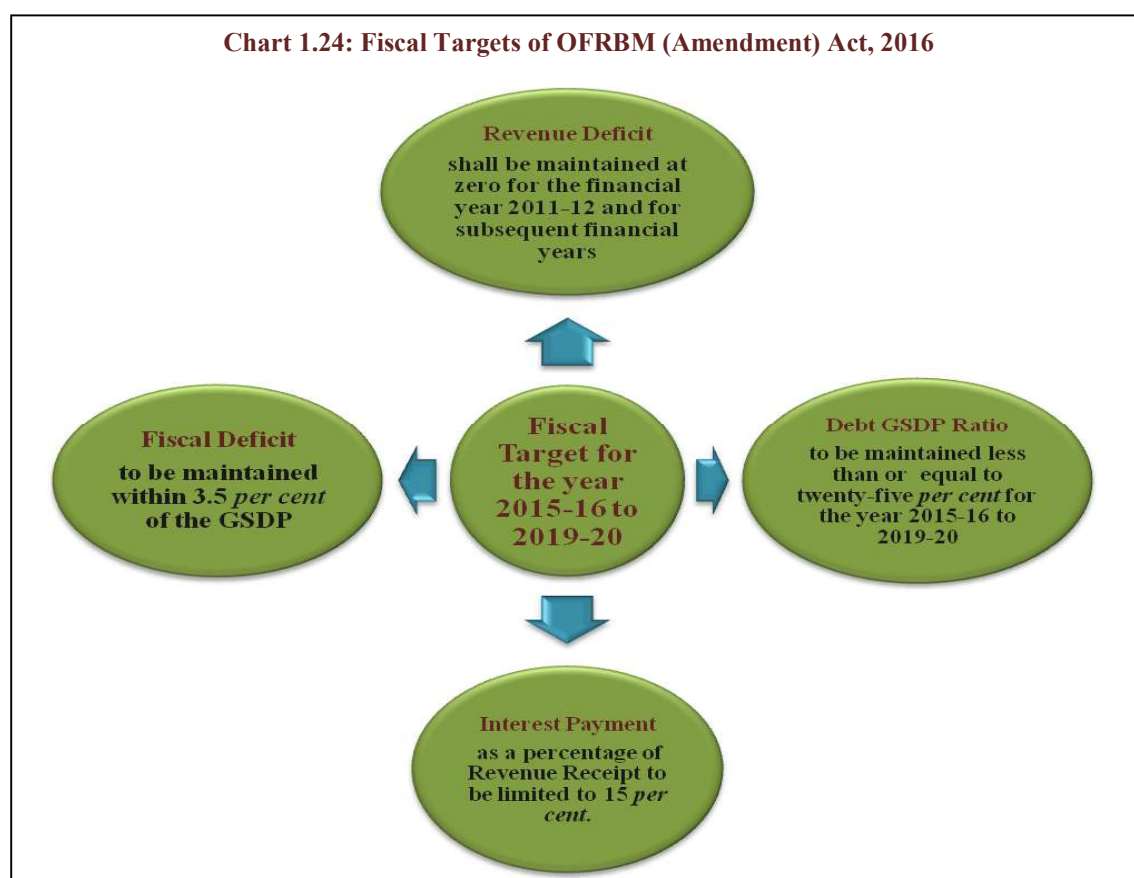 Chart 1.24: Fiscal Targets of OFRBM (Amendment) Act, 2016
Revenue Deficit
shall be maintained at
zero for the financial
year 2011-12 and for
subsequent financial
years
Fiscal Deficit
to be maintained
within 3.5 per cent
of the GSDP
Fiscal
Target for
the year
2015-16 to
2019-20
Debt GSDP Ratio
to be maintained less
than or equal to
twenty-five per cent for
the year 2015-16 to
2019-20
Interest Payment
as a percentage of
Revenue Receipt to
be limited to 15 per
cent.